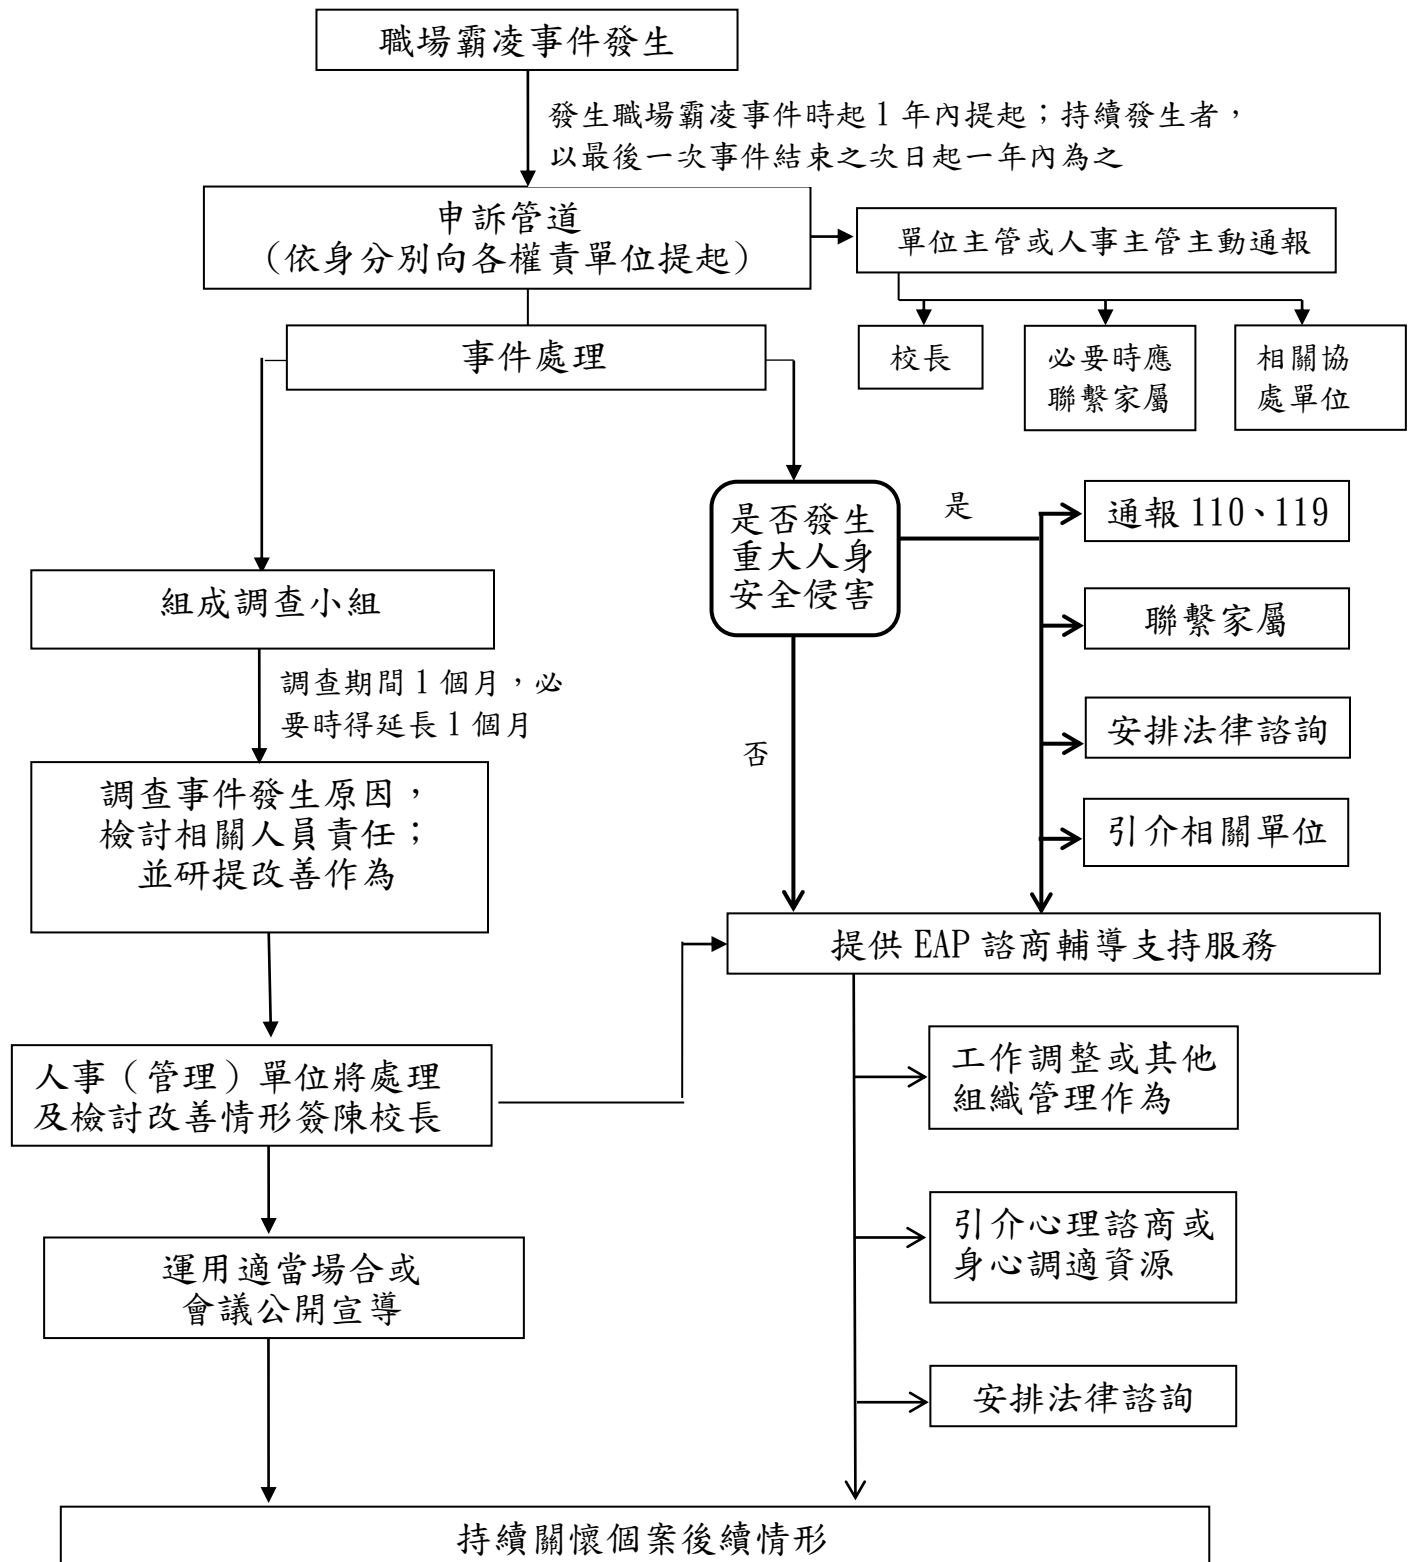 職場霸凌事件發生
發生職場霸凌事件時起 1 年內提起；持續發生者，
以最後一次事件結束之次日起一年內為之
申訴管道
（依身分別向各權責單位提起）
單位主管或人事主管主動通報
校長
必要時應
聯繫家屬
相關協
處單位
事件處理
是否發生
重大人身
安全侵害
是
否
通報 110、119
聯繫家屬
安排法律諮詢
引介相關單位
組成調查小組
調查期間 1 個月，必
要時得延長 1 個月
調查事件發生原因，
檢討相關人員責任；
並研提改善作為
提供 EAP 諮商輔導支持服務
人事（管理）單位將處理
及檢討改善情形簽陳校長
工作調整或其他
組織管理作為
引介心理諮商或
身心調適資源
運用適當場合或
會議公開宣導
安排法律諮詢
持續關懷個案後續情形